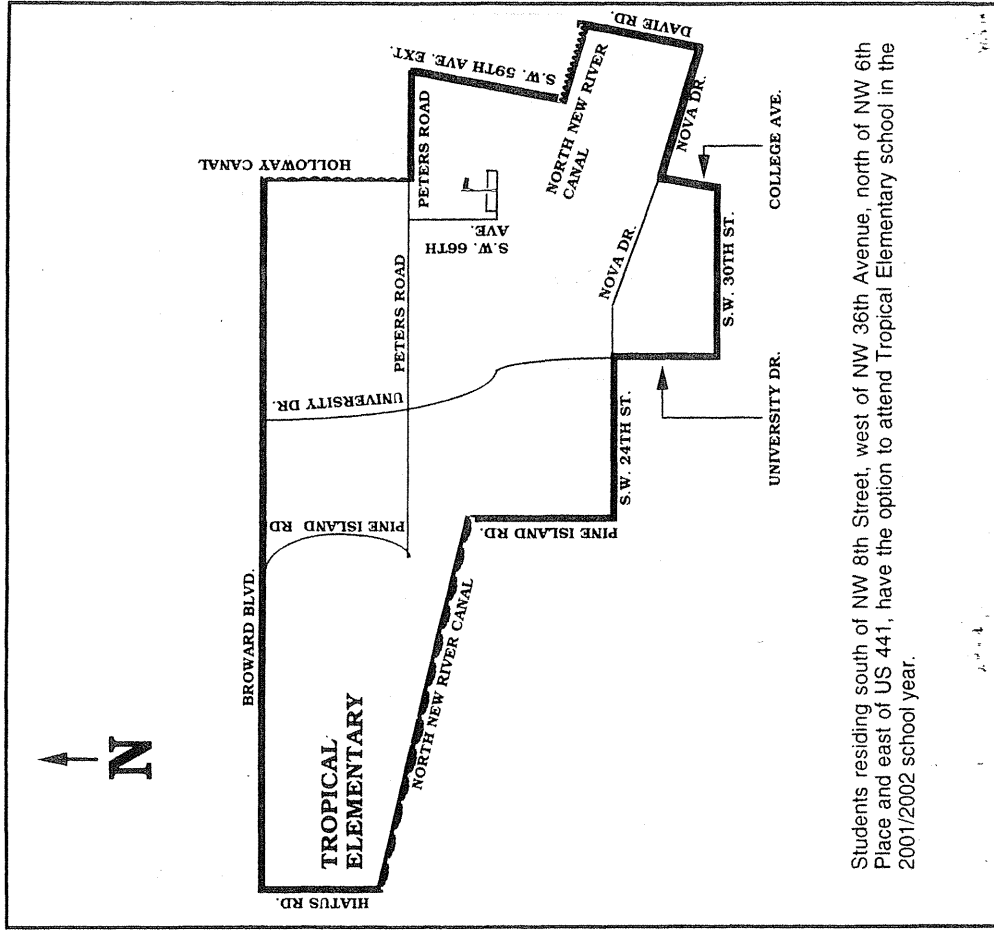 N
BROWARD BLVD.
HOLLOWAY CANAL
S.W. 59TH AVE. EXT.
DAVIE RD.
PETERS ROAD
PINE ISLAND RD
UNIVERSITY DR.
PETERS ROAD
S.W. 66TH
AVE.
NORTH NEW RIVER
CANAL
TROPICAL
ELEMENTARY
HIATUS RD.
NORTH NEW RIVER CANAL
PINE ISLAND RD.
S.W. 24TH ST.
NOVA DR.
NOVA DR.
S.W. 30TH ST.
UNIVERSITY DR.
COLLEGE AVE.
Students residing south of NW 8th Street, west of NW 36th Avenue, north of NW 6th
Place and east of US 441, have the option to attend Tropical Elementary school in the
2001/2002 school year.